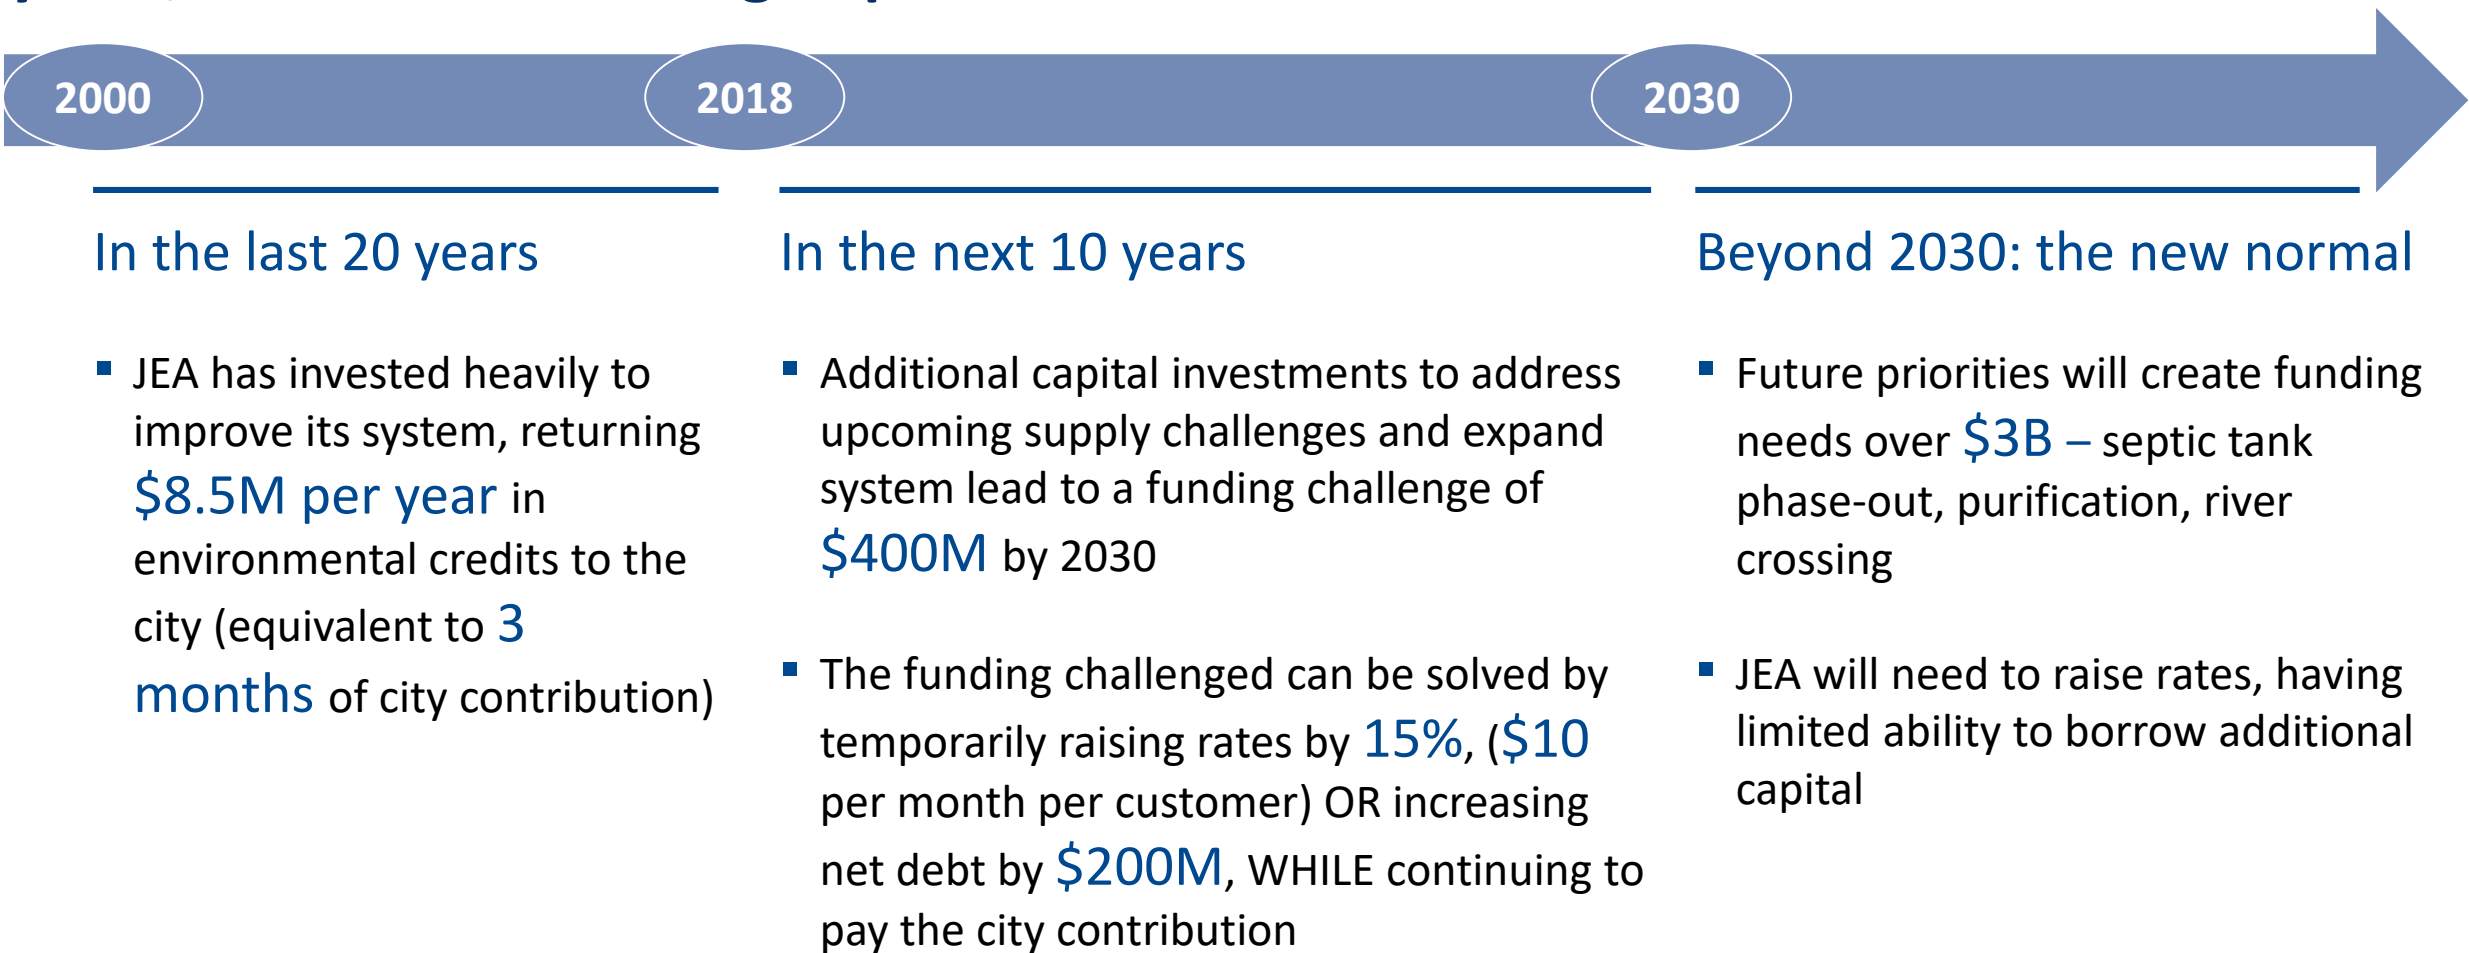 2000
2018
2030
In the last 20 years
JEA has invested heavily to
improve its system, returning
$8.5M per year in
environmental credits to the
city (equivalent to 3
months of city contribution)
In the next 10 years
Additional capital investments to address
upcoming supply challenges and expand
system lead to a funding challenge of
$400M by 2030
The funding challenged can be solved by
temporarily raising rates by 15%, ($10
per month per customer) OR increasing
net debt by $200M, WHILE continuing to
pay the city contribution
Beyond 2030: the new normal
Future priorities will create funding
needs over $3B – septic tank
phase-out, purification, river
crossing
JEA will need to raise rates, having
limited ability to borrow additional
capital